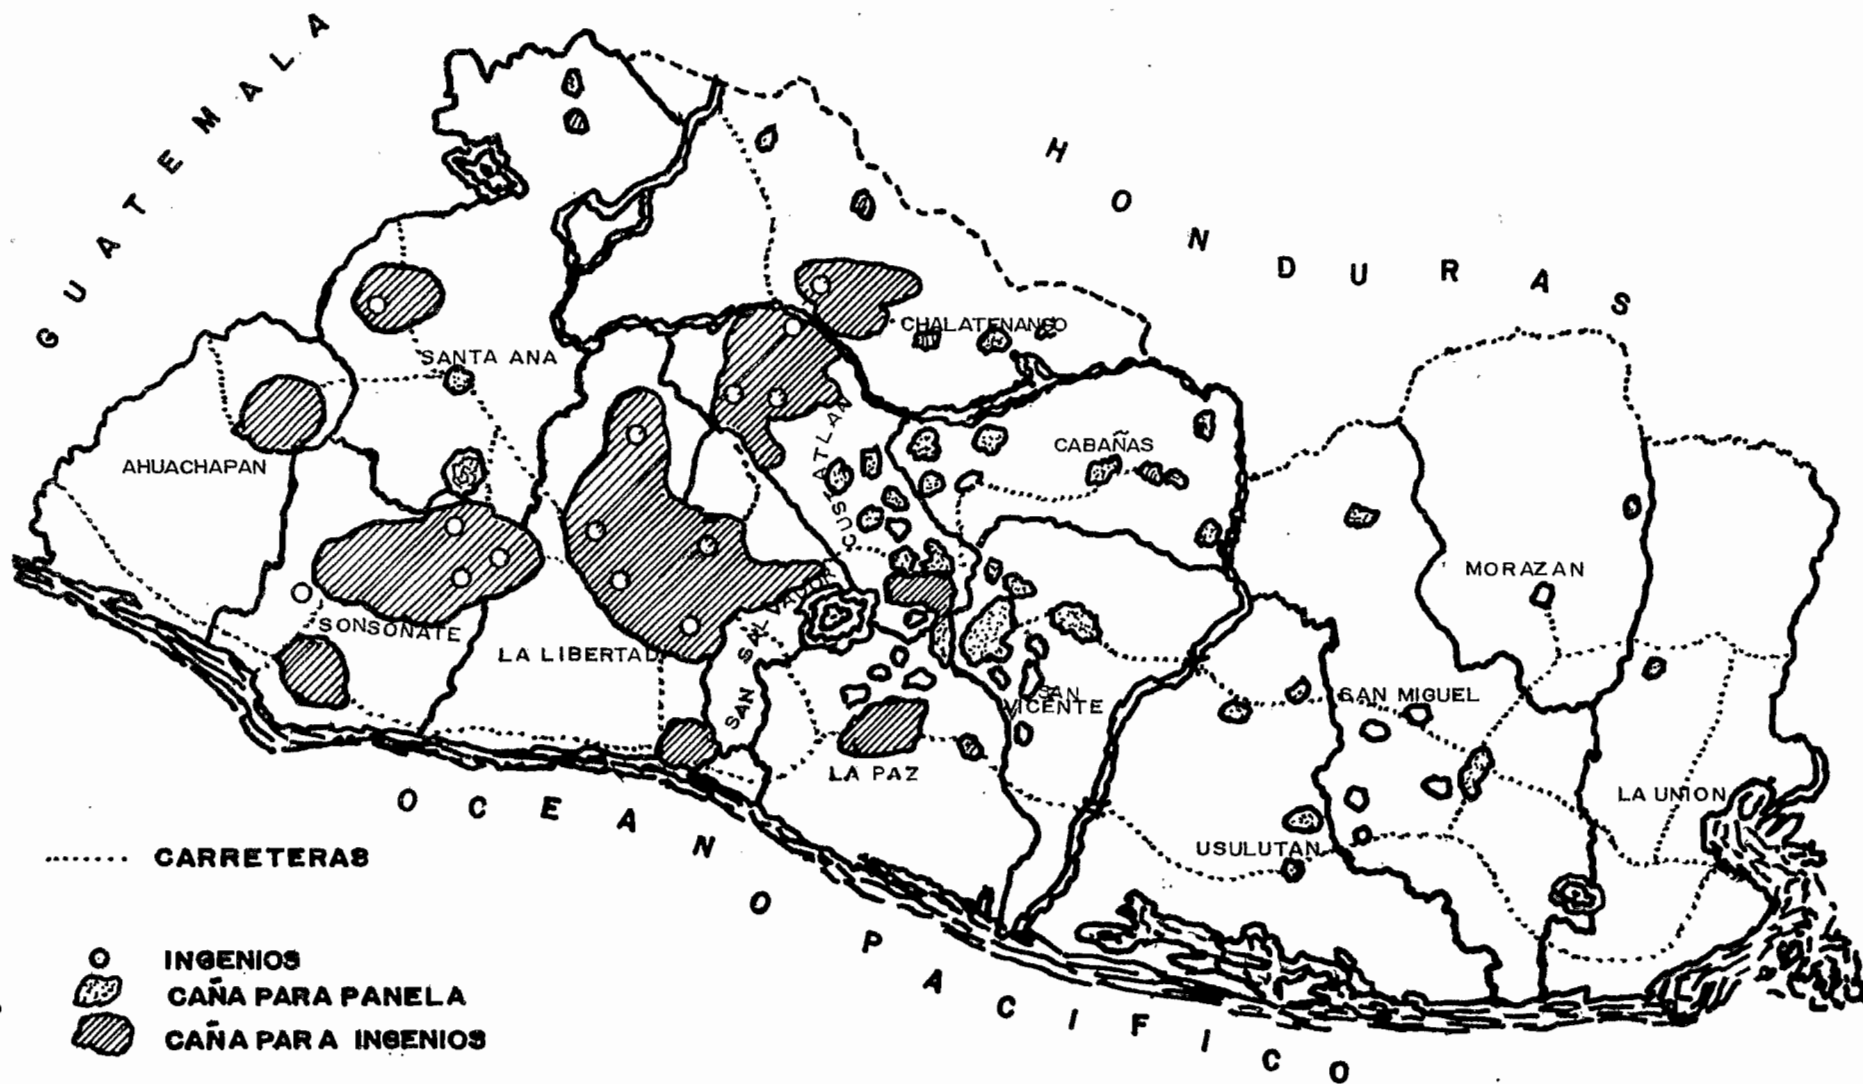 GUATEMALA
HONDURAS
CHALATENANGO
SANTA ANA
CABAÑAS
AHUACHAPAN
CUSCATLAN
MORAZAN
SONSONATE
LA LIBERTAD
SAN SALVADOR
SAN
VICENTE
SAN MIGUEL
LA PAZ
LA UNION
USULUTAN
OCEANO PACIFICO
CARRETERAS
INGENIOS
CAÑA PARA PANELA
CAÑA PARA INGENIOS